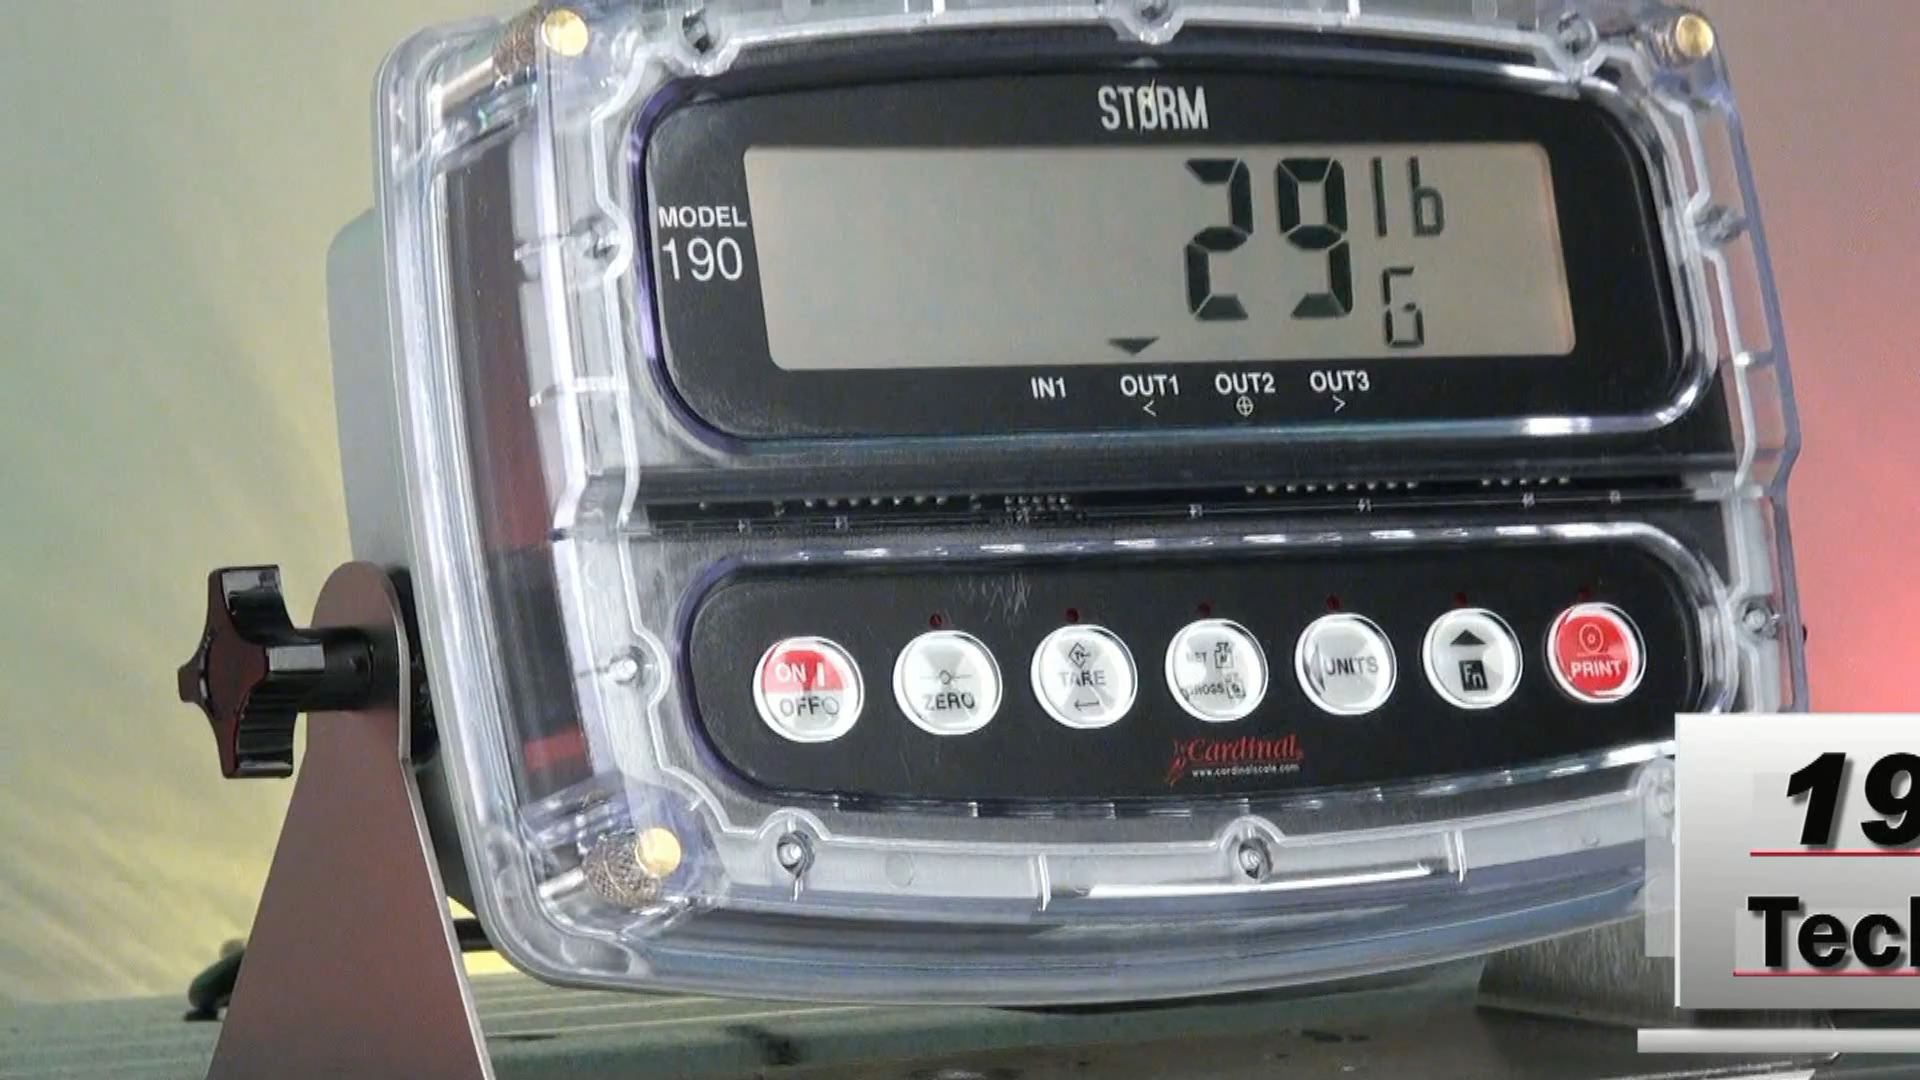 STORM
MODEL
190
29 lb
G
IN1 OUT1 OUT2 OUT3
< ⊕ >
ON | OFF
ZERO
TARE
NET
GROSS
UNITS
Fn
PRINT
Cardinal
www.cardinalscale.com
19
Tec